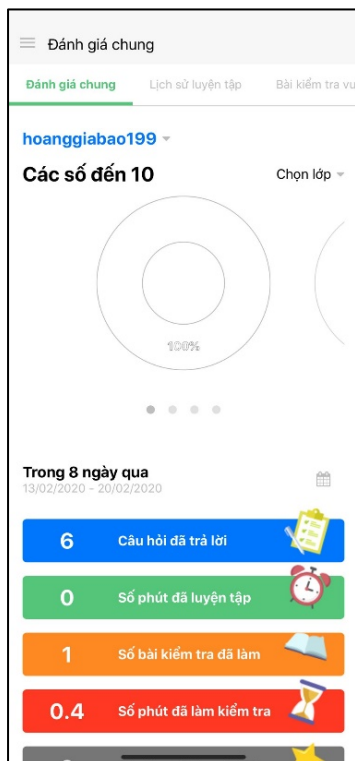 Đánh giá chung
Đánh giá chung Lịch sử luyện tập Bài kiểm tra vu
hoanggiabao199
Các số đến 10 Chọn lớp
100%
Trong 8 ngày qua
13/02/2020 - 20/02/2020
6 Câu hỏi đã trả lời
0 Số phút đã luyện tập
1 Số bài kiểm tra đã làm
0.4 Số phút đã làm kiểm tra